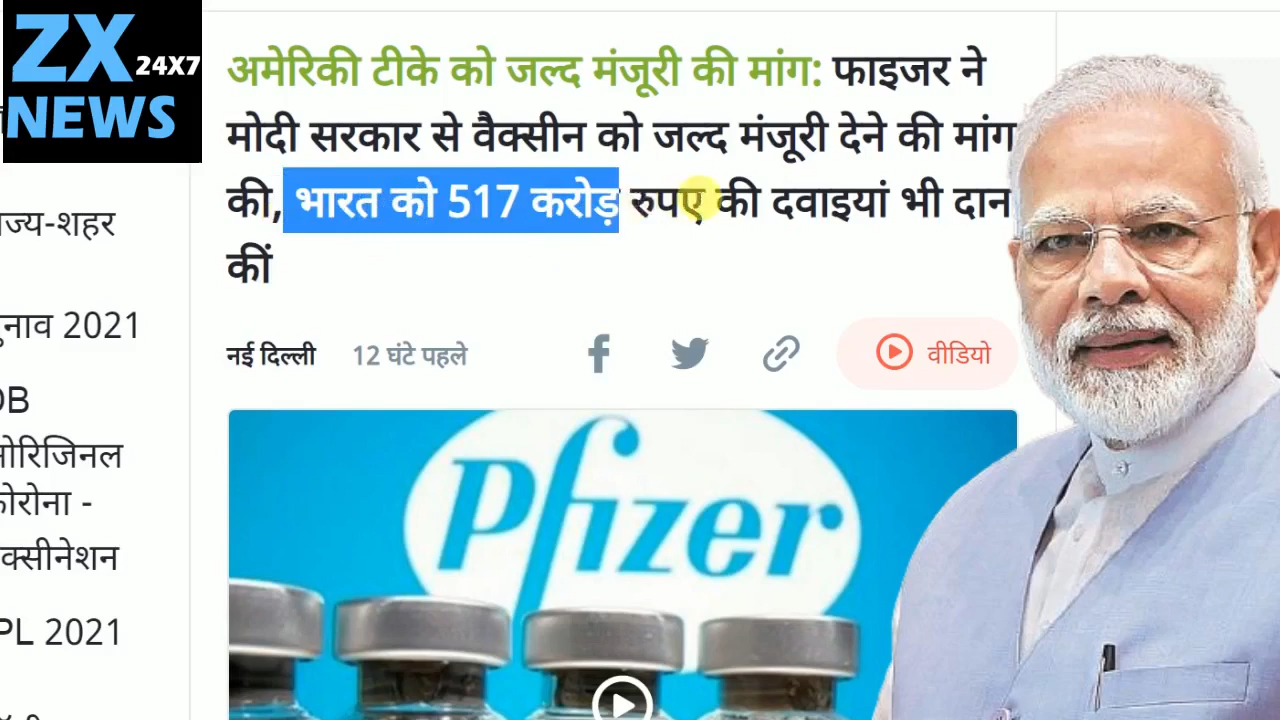 ZX
24X7
NEWS
अमेरिकी टीके को जल्द मंजूरी की मांग: फाइजर ने
मोदी सरकार से वैक्सीन को जल्द मंजूरी देने की मांग
की, भारत को 517 करोड़ रुपए की दवाइयां भी दान
कीं
नई दिल्ली
12 घंटे पहले
वीडियो
ज्य-शहर
नाव 2021
DB
ओरिजिनल
कोरोना -
क्सीनेशन
PL 2021
Pfizer